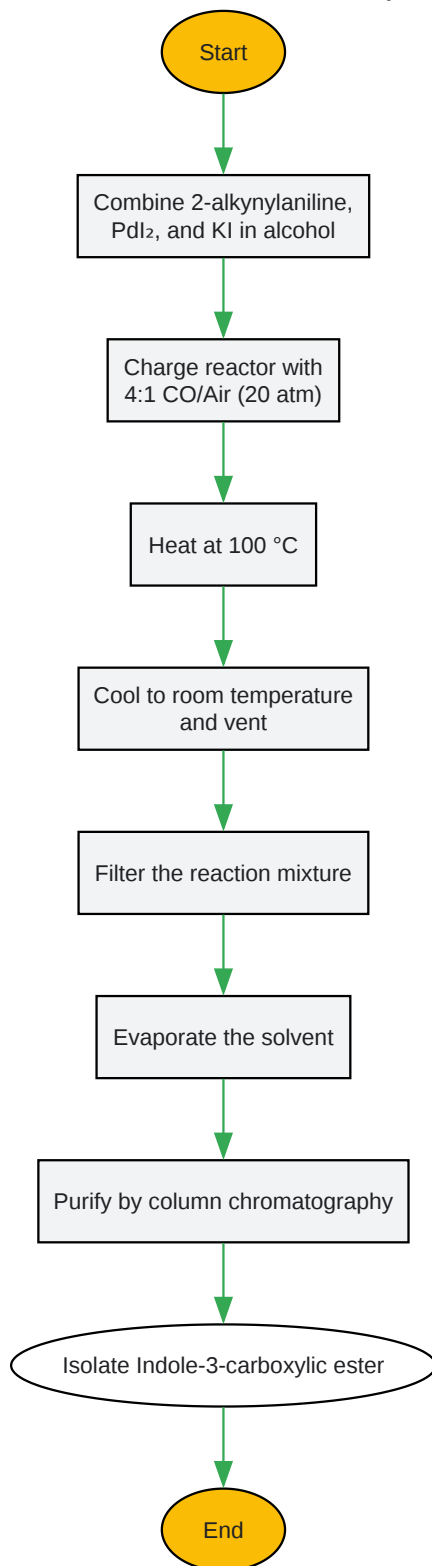 Start
Combine 2-alkynylaniline,
PdI₂, and KI in alcohol
Charge reactor with
4:1 CO/Air (20 atm)
Heat at 100 °C
Cool to room temperature
and vent
Filter the reaction mixture
Evaporate the solvent
Purify by column chromatography
Isolate Indole-3-carboxylic ester
End